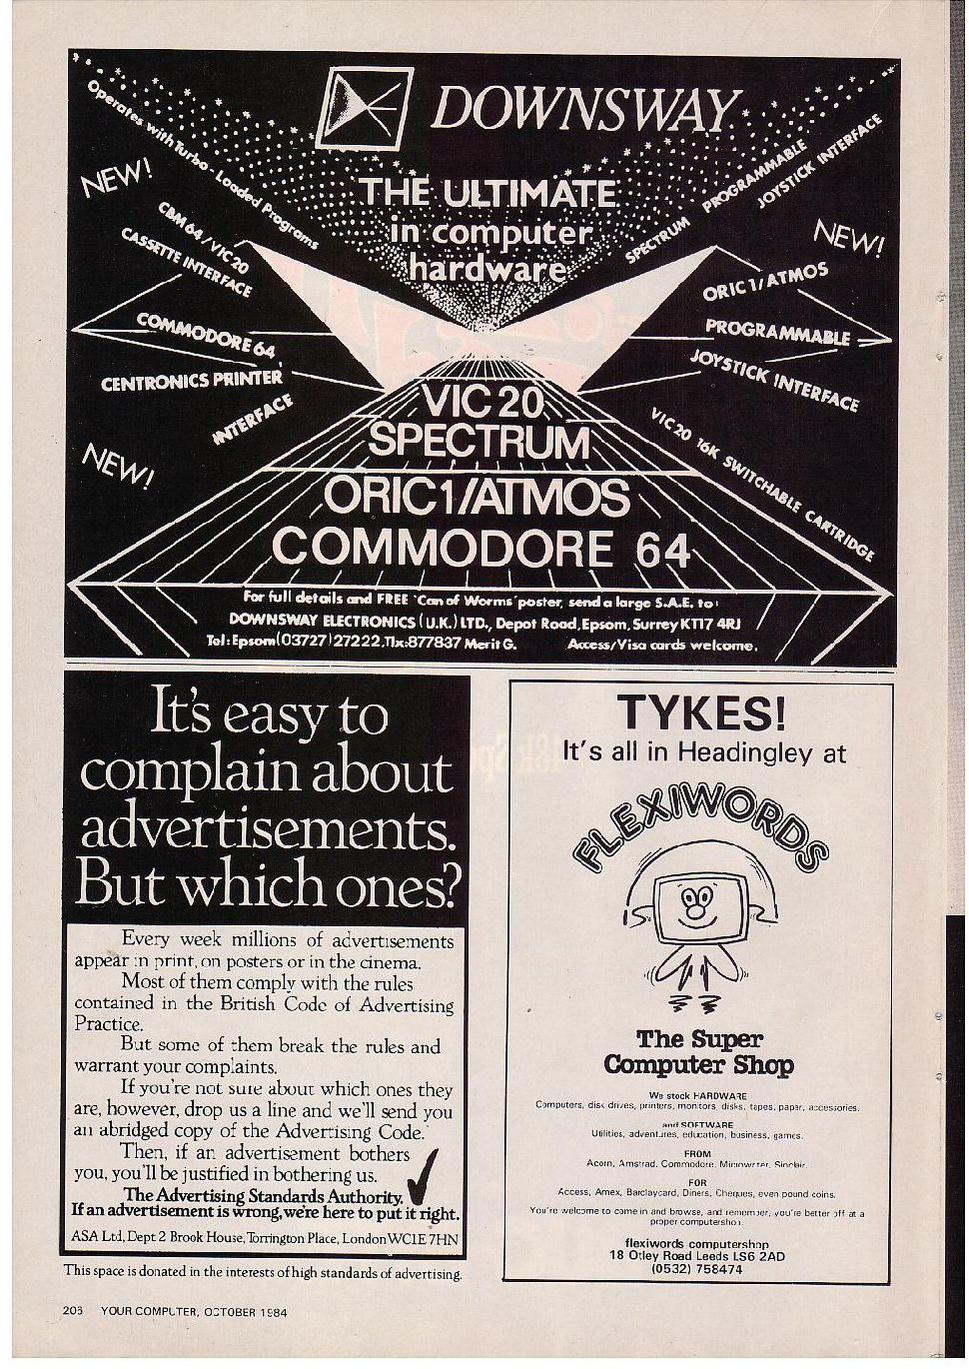 DOWNSWAY
THE ULTIMATE
in computer
hardware
Operates with Turbo-Loaded Programs
NEW!
CBM 64/VIC 20
CASSETTE INTERFACE
COMMODORE 64
CENTRONICS PRINTER
INTERFACE
NEW!
SPECTRUM PROGRAMMABLE
JOYSTICK INTERFACE
NEW!
ORIC 1/ATMOS
PROGRAMMABLE
JOYSTICK INTERFACE
VIC 20 16K SWITCHABLE CARTRIDGE
VIC 20
SPECTRUM
ORIC1/ATMOS
COMMODORE 64
For full details and FREE 'Can of Worms' poster, send a large S.A.E. to:
DOWNSWAY ELECTRONICS (U.K.) LTD., Depot Road, Epsom, Surrey KT17 4RJ
Tel: Epsom (03727) 27222, Tlx: 877837 Merit G. Access/Visa cards welcome.
It's easy to
complain about
advertisements.
But which ones?
Every week millions of advertisements
appear in print, on posters or in the cinema.
Most of them comply with the rules
contained in the British Code of Advertising
Practice.
But some of them break the rules and
warrant your complaints.
If you're not sure about which ones they
are, however, drop us a line and we'll send you
an abridged copy of the Advertising Code.
Then, if an advertisement bothers
you, you'll be justified in bothering us.
The Advertising Standards Authority.
If an advertisement is wrong, we're here to put it right.
ASA Ltd, Dept 2 Brook House, Torrington Place, London WC1E 7HN
This space is donated in the interests of high standards of advertising.
TYKES!
It's all in Headingley at
FLEXIWORDS
The Super
Computer Shop
We stock HARDWARE
Computers, disk drives, printers, monitors, disks, tapes, paper, accessories.
and SOFTWARE
Utilities, adventures, education, business, games.
FROM
Acorn, Amstrad, Commodore, Microwriter, Sinclair.
FOR
Access, Amex, Barclaycard, Diners, Cheques, even pound coins.
You're welcome to come in and browse, and remember, you're better off at a
proper computershop.
flexiwords computershop
18 Otley Road Leeds LS6 2AD
(0532) 758474
206 YOUR COMPUTER, OCTOBER 1984